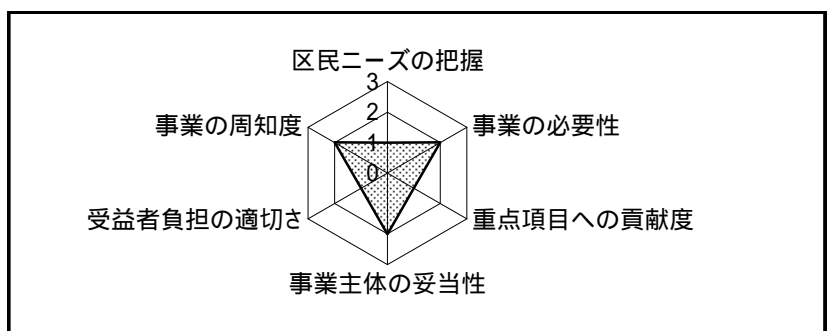 区民ニーズの把握
3
事業の周知度
2
事業の必要性
1
0
受益者負担の適切さ
重点項目への貢献度
事業主体の妥当性